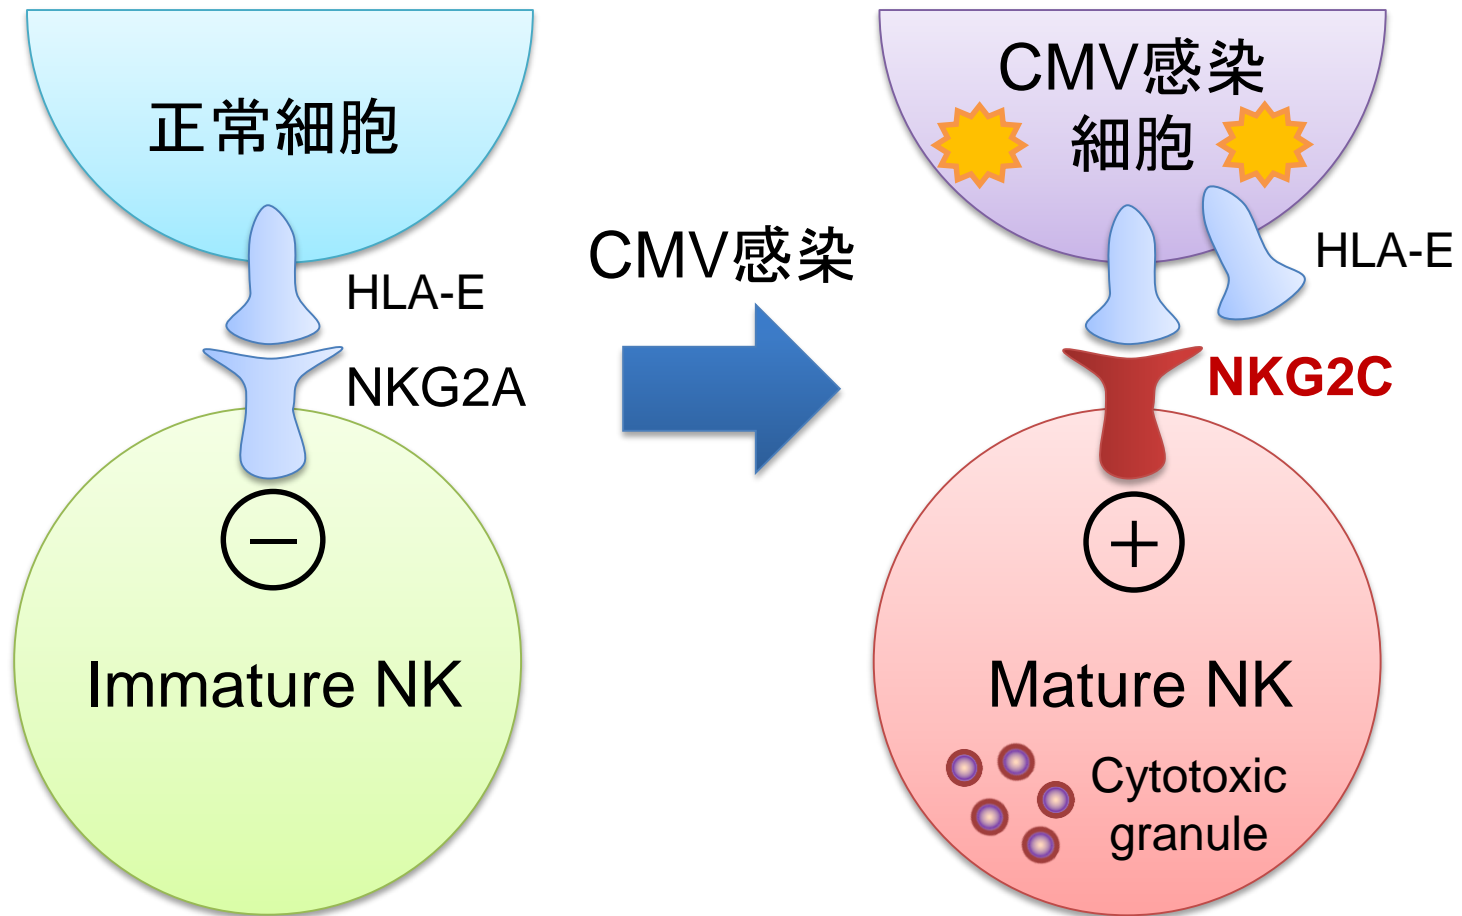 正常細胞
HLA-E
NKG2A
−
Immature NK
CMV感染
CMV感染
細胞
HLA-E
NKG2C
+
Mature NK
Cytotoxic
granule